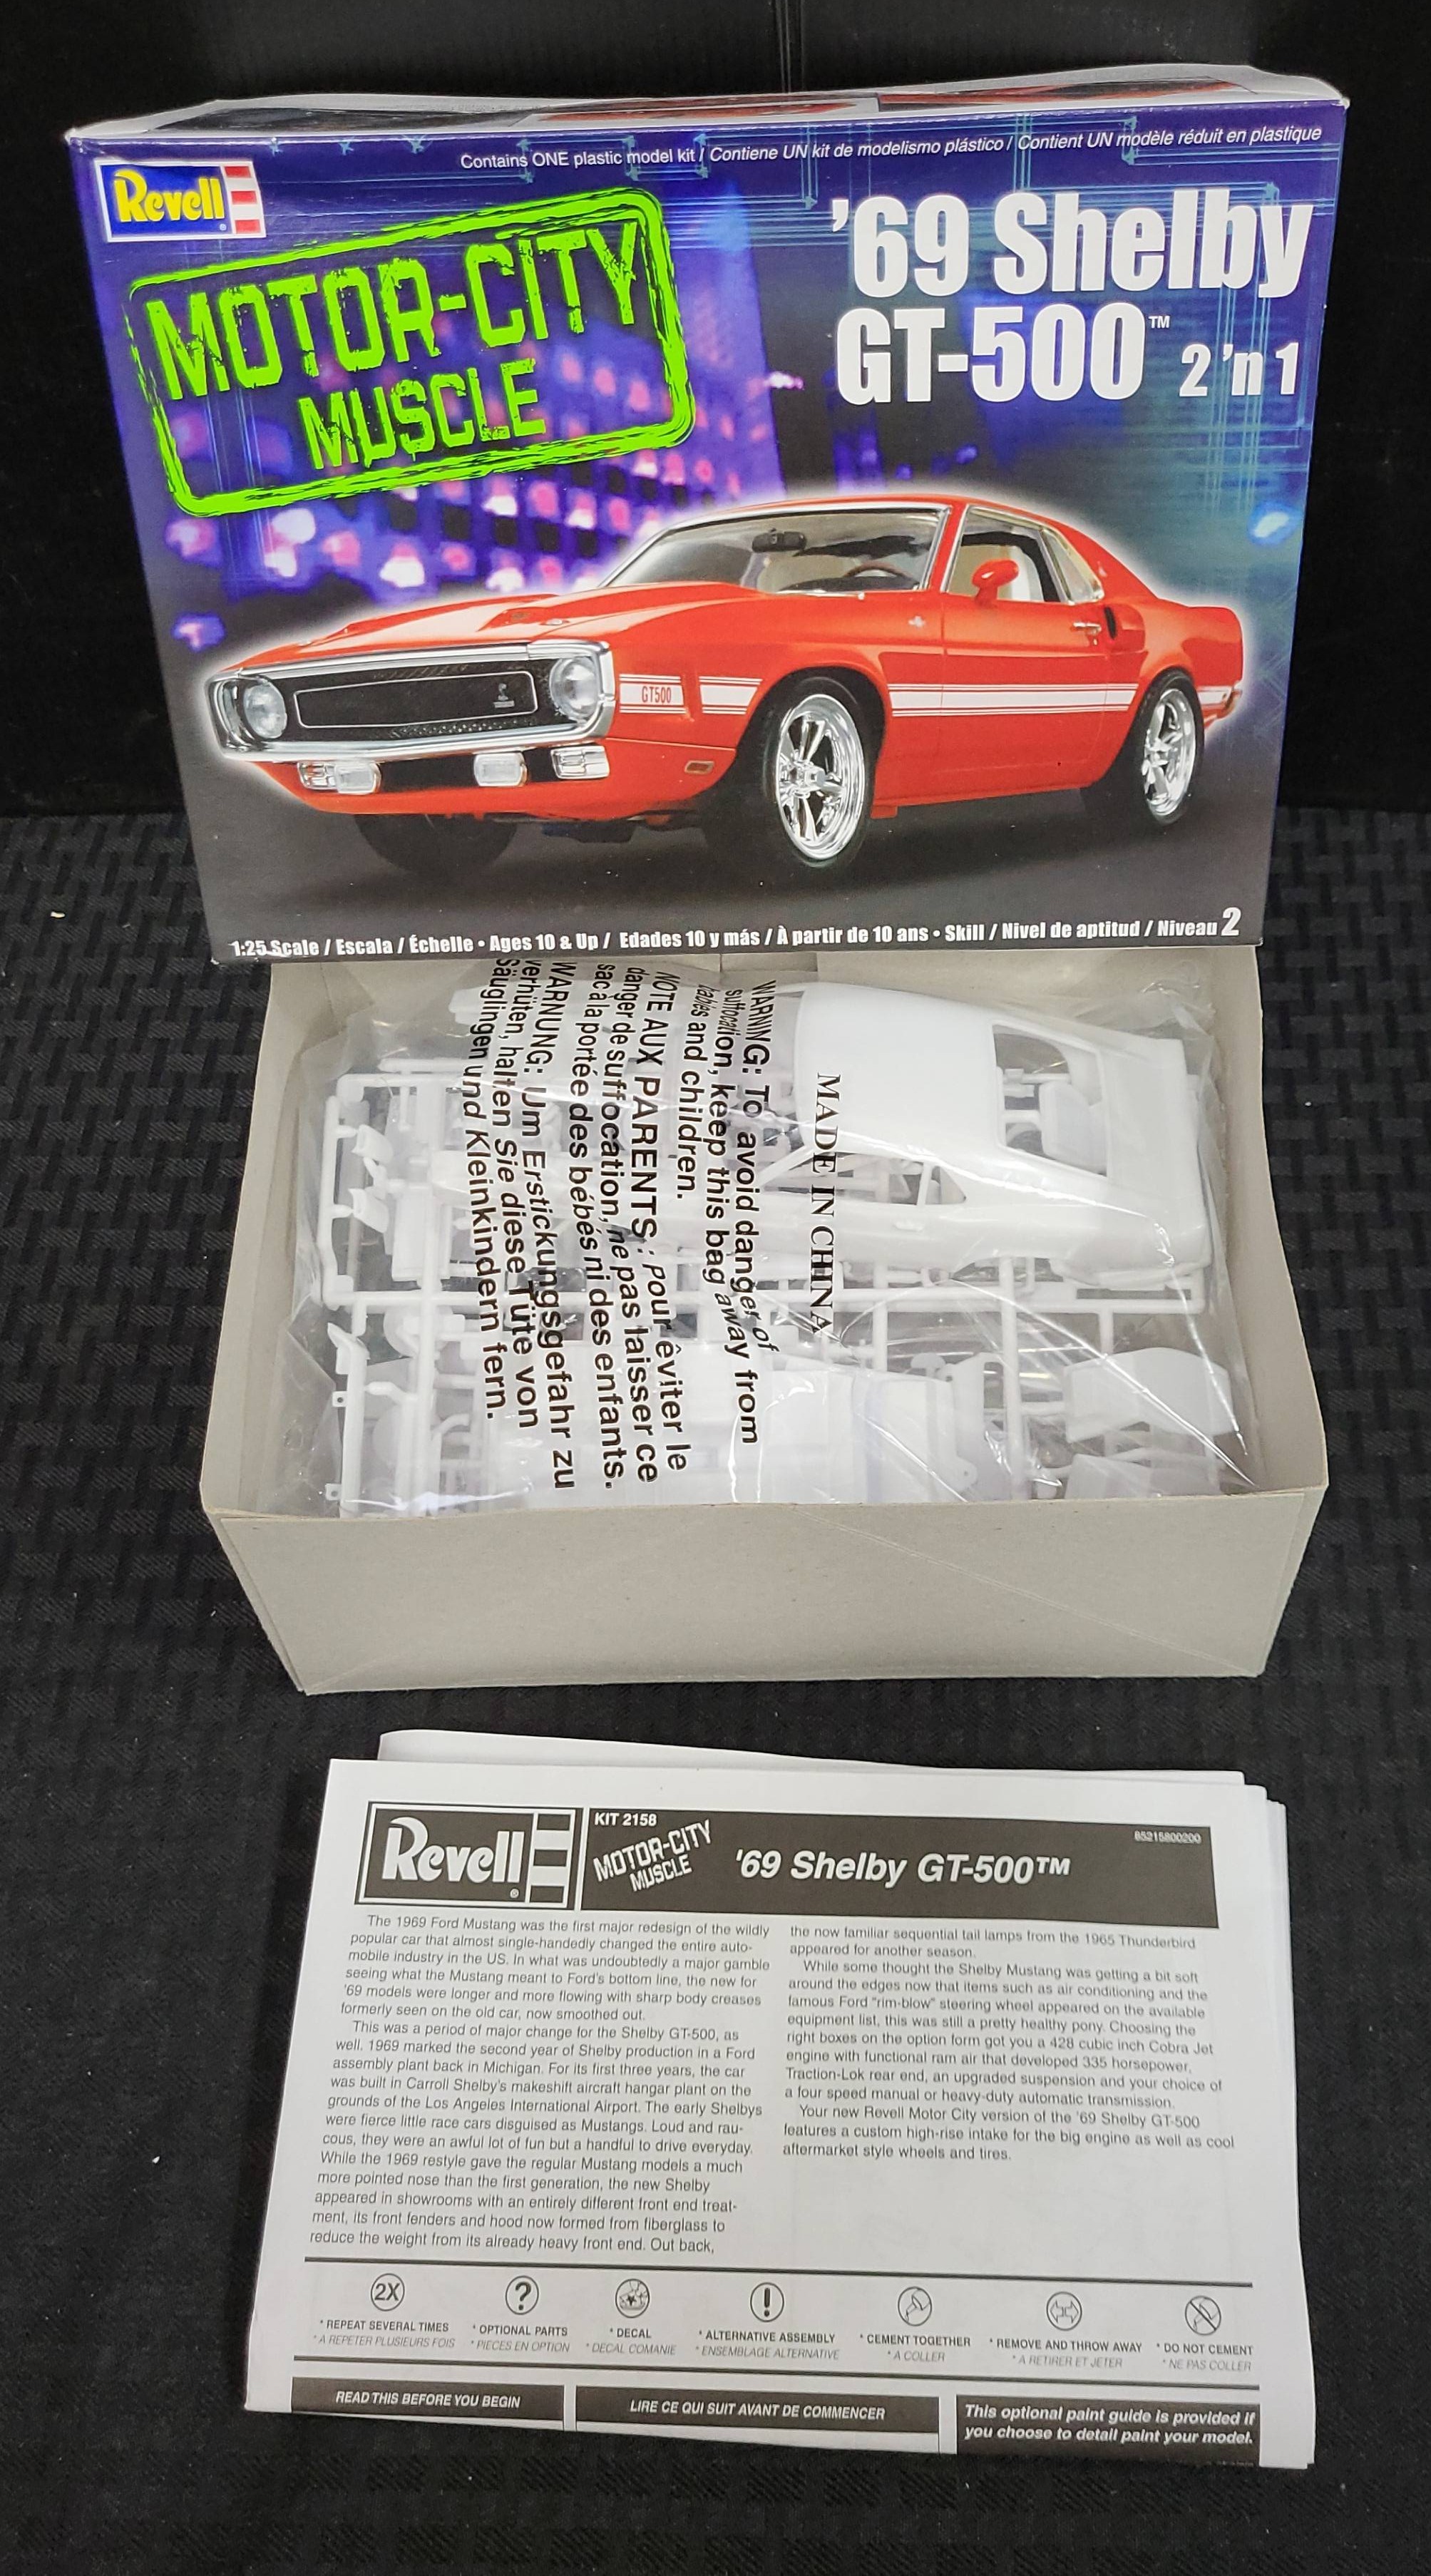 Contains ONE plastic model kit / Contiene UN kit de modelismo plástico / Contient UN modèle réduit en plastique
Revell
MOTOR-CITY
MUSCLE
'69 Shelby
GT-500™ 2 'n 1
GT500
1:25 Scale / Escala / Échelle • Ages 10 & Up / Edades 10 y más / À partir de 10 ans • Skill / Nivel de aptitud / Niveau 2
MADE IN CHINA
WARNING: To avoid danger of
suffocation, keep this bag away from
babies and children.
NOTE AUX PARENTS: pour éviter le
danger de suffocation, ne pas laisser ce
sac à la portée des bébés ni des enfants.
WARNUNG: Um Erstickungsgefahr zu
verhüten, halten Sie diese Tüte von
Säuglingen und Kleinkindern fern.
Revell
KIT 2158
MOTOR-CITY
MUSCLE
'69 Shelby GT-500™
85215800200
The 1969 Ford Mustang was the first major redesign of the wildly
popular car that almost single-handedly changed the entire auto-
mobile industry in the US. In what was undoubtedly a major gamble
seeing what the Mustang meant to Ford's bottom line, the new for
'69 models were longer and more flowing with sharp body creases
formerly seen on the old car, now smoothed out.
This was a period of major change for the Shelby GT-500, as
well. 1969 marked the second year of Shelby production in a Ford
assembly plant back in Michigan. For its first three years, the car
was built in Carroll Shelby's makeshift aircraft hangar plant on the
grounds of the Los Angeles International Airport. The early Shelbys
were fierce little race cars disguised as Mustangs. Loud and rau-
cous, they were an awful lot of fun but a handful to drive everyday.
While the 1969 restyle gave the regular Mustang models a much
more pointed nose than the first generation, the new Shelby
appeared in showrooms with an entirely different front end treat-
ment, its front fenders and hood now formed from fiberglass to
reduce the weight from its already heavy front end. Out back,
the now familiar sequential tail lamps from the 1965 Thunderbird
appeared for another season.
While some thought the Shelby Mustang was getting a bit soft
around the edges now that items such as air conditioning and the
famous Ford "rim-blow" steering wheel appeared on the available
equipment list, this was still a pretty healthy pony. Choosing the
right boxes on the option form got you a 428 cubic inch Cobra Jet
engine with functional ram air that developed 335 horsepower,
Traction-Lok rear end, an upgraded suspension and your choice of
a four speed manual or heavy-duty automatic transmission.
Your new Revell Motor City version of the '69 Shelby GT-500
features a custom high-rise intake for the big engine as well as cool
aftermarket style wheels and tires.
2X
* REPEAT SEVERAL TIMES
* A REPETER PLUSIEURS FOIS
?
* OPTIONAL PARTS
* PIECES EN OPTION
* DECAL
* DECAL COMANIE
!
* ALTERNATIVE ASSEMBLY
* ENSEMBLAGE ALTERNATIVE
* CEMENT TOGETHER
* A COLLER
* REMOVE AND THROW AWAY
* A RETIRER ET JETER
* DO NOT CEMENT
* NE PAS COLLER
READ THIS BEFORE YOU BEGIN
LIRE CE QUI SUIT AVANT DE COMMENCER
This optional paint guide is provided if
you choose to detail paint your model.